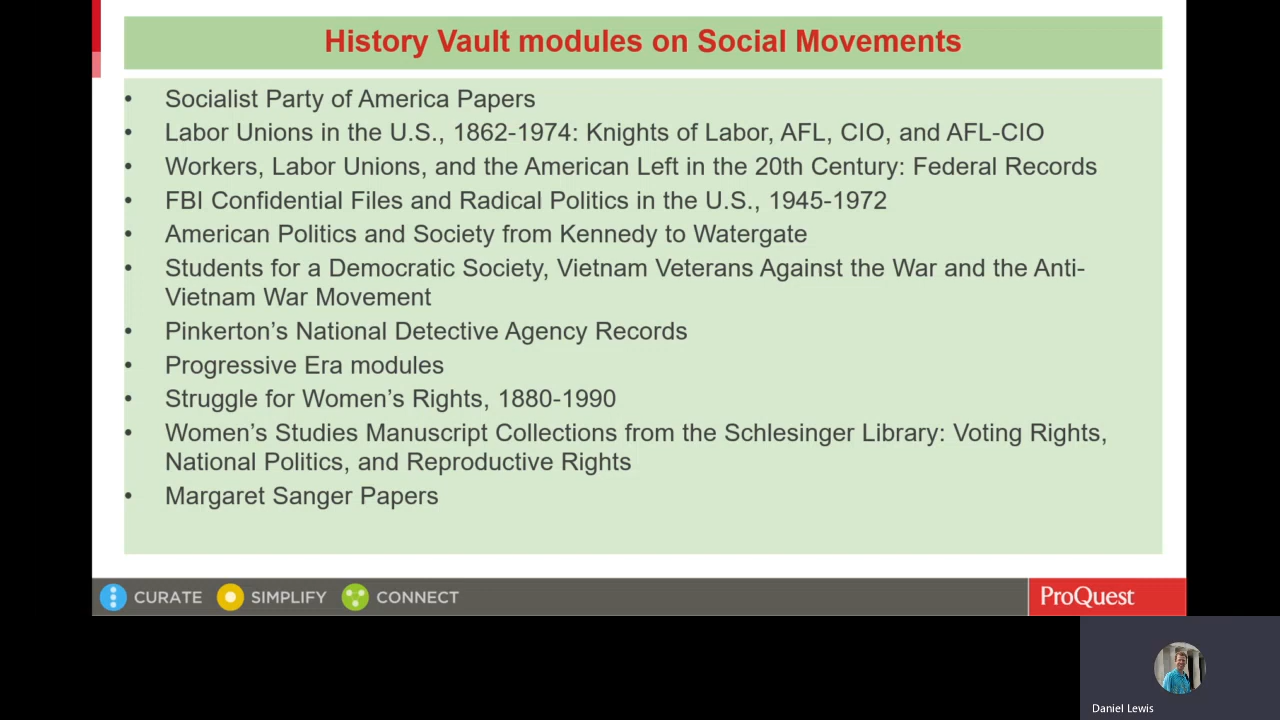 History Vault modules on Social Movements
• Socialist Party of America Papers
• Labor Unions in the U.S., 1862-1974: Knights of Labor, AFL, CIO, and AFL-CIO
• Workers, Labor Unions, and the American Left in the 20th Century: Federal Records
• FBI Confidential Files and Radical Politics in the U.S., 1945-1972
• American Politics and Society from Kennedy to Watergate
• Students for a Democratic Society, Vietnam Veterans Against the War and the Anti-
Vietnam War Movement
• Pinkerton’s National Detective Agency Records
• Progressive Era modules
• Struggle for Women’s Rights, 1880-1990
• Women’s Studies Manuscript Collections from the Schlesinger Library: Voting Rights,
National Politics, and Reproductive Rights
• Margaret Sanger Papers
CURATE SIMPLIFY CONNECT ProQuest
Daniel Lewis